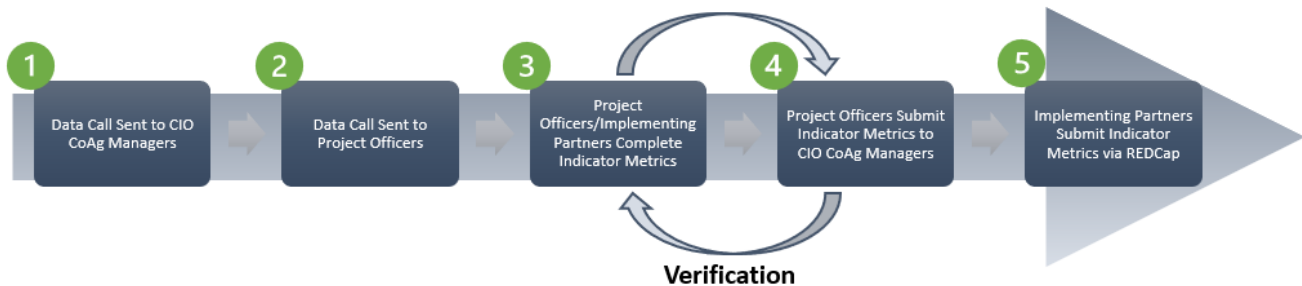 1
Data Call Sent to CIO
CoAg Managers
2
Data Call Sent to
Project Officers
3
Project
Officers/Implementing
Partners Complete
Indicator Metrics
4
Project Officers Submit
Indicator Metrics to
CIO CoAg Managers
5
Implementing Partners
Submit Indicator
Metrics via REDCap
Verification